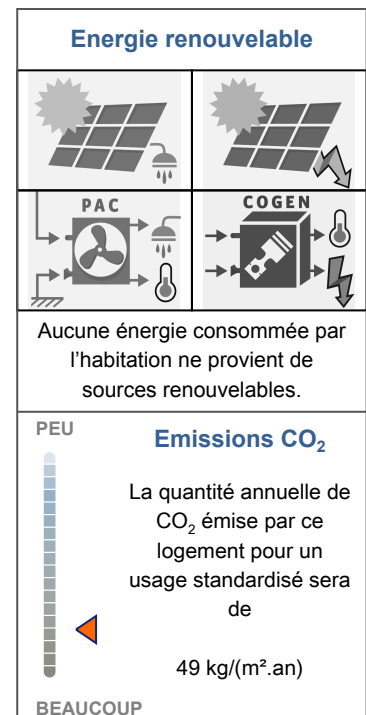 Energie renouvelable
PAC
COGEN
Aucune énergie consommée par
l'habitation ne provient de
sources renouvelables.
PEU
Emissions CO₂
La quantité annuelle de
CO₂ émise par ce
logement pour un
usage standardisé sera
de
49 kg/(m².an)
BEAUCOUP